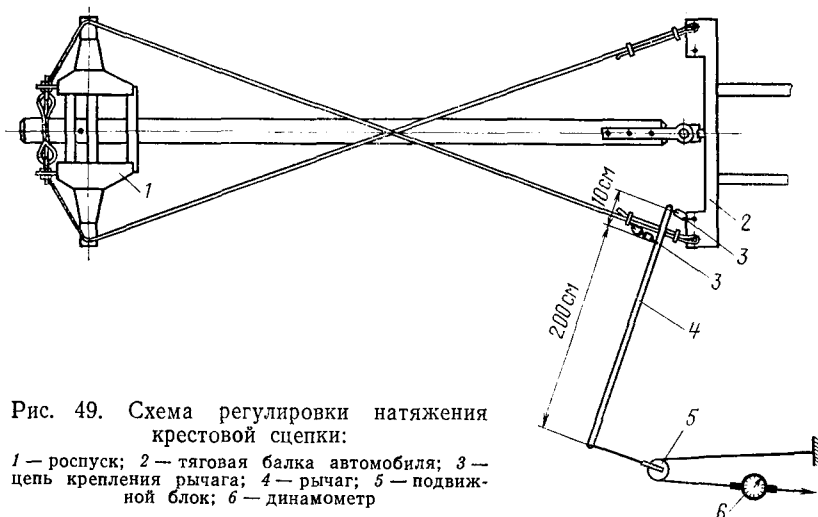 1
10см
2
3
3
200см
4
5
6
Рис. 49. Схема регулировки натяжения
крестовой сцепки:
1 — роспуск; 2 — тяговая балка автомобиля; 3 —
цепь крепления рычага; 4 — рычаг; 5 — подвиж-
ной блок; 6 — динамометр